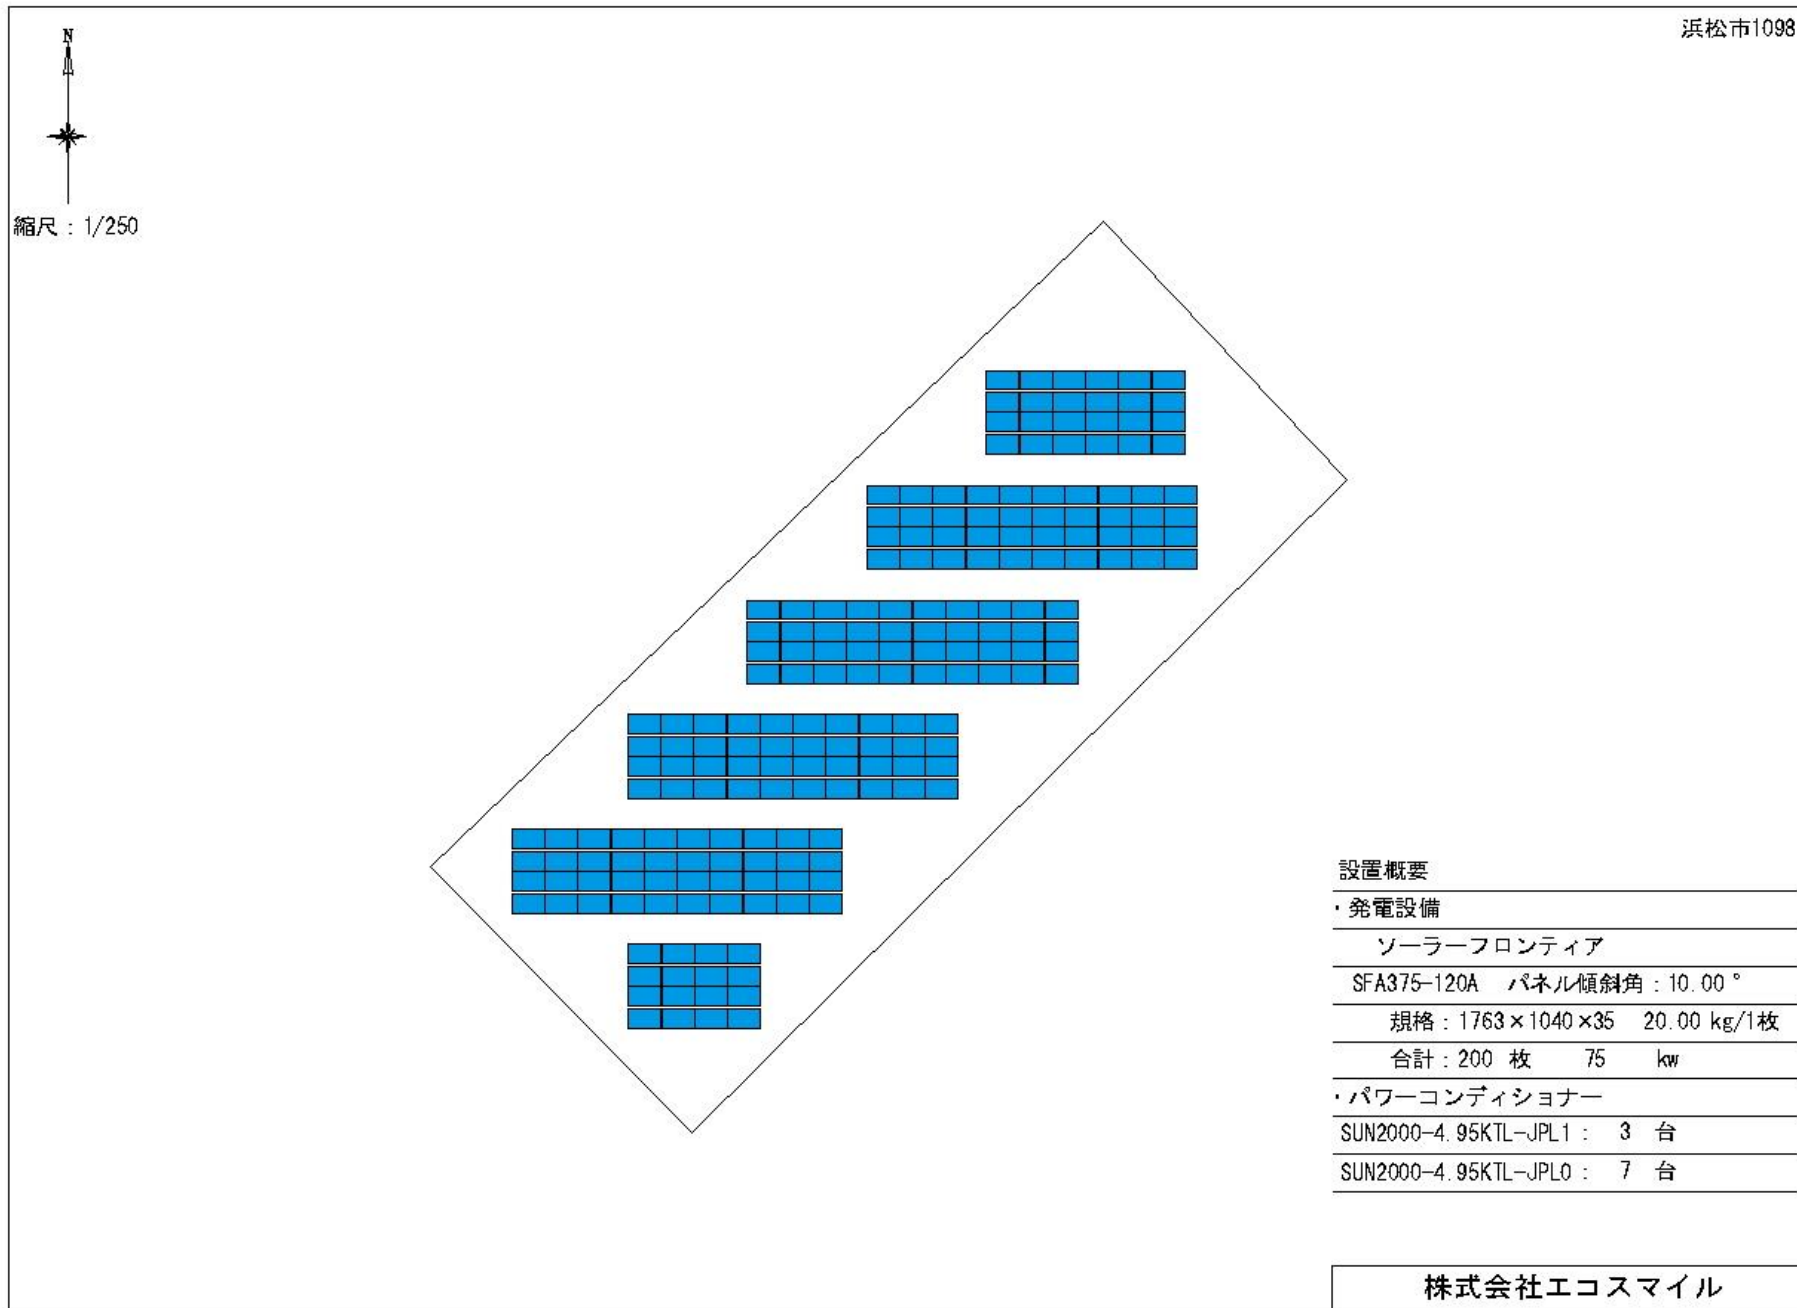 浜松市1098
N
縮尺：1/250
設置概要
・発電設備
ソーラーフロンティア
SFA375-120A パネル傾斜角：10.00°
規格：1763×1040×35 20.00 kg/1枚
合計：200 枚 75 kw
・パワーコンディショナー
SUN2000-4.95KTL-JPL1： 3 台
SUN2000-4.95KTL-JPL0： 7 台
株式会社エコスマイル